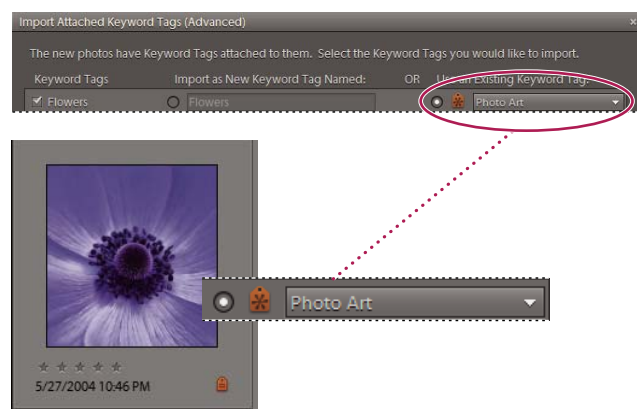 Import Attached Keyword Tags (Advanced)
The new photos have Keyword Tags attached to them. Select the Keyword Tags you would like to import.
Keyword Tags Import as New Keyword Tag Named: OR Use an Existing Keyword Tag:
Flowers Flowers Photo Art
Photo Art
5/27/2004 10:46 PM